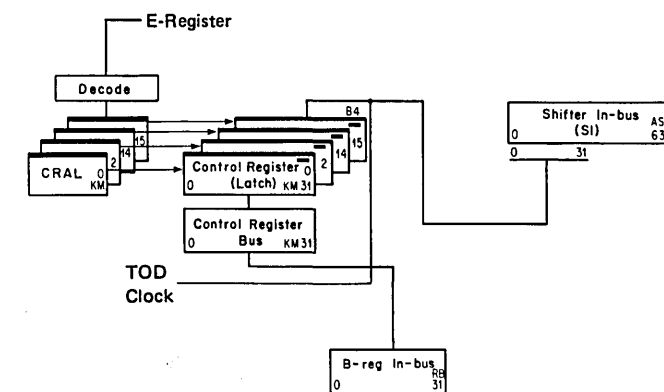 E-Register
Decode
B4
15
14
2
0
CRAL
KM
15
14
2
0
Control Register
(Latch)
0
KM 31
Control Register
Bus
0
KM 31
TOD
Clock
Shifter In-bus
(SI)
0
AS
63
0
31
B-reg In-bus
RB
0
31